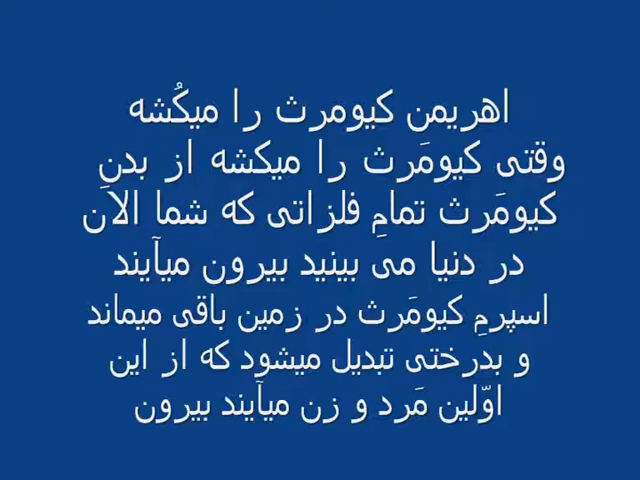 اهریمن کیومرث را میکُشه
وقتی کیومَرث را میکشه از بدنِ
کیومَرث تمامِ فلزاتی که شما الان
در دنیا می بینید بیرون میآیند
اسپرمِ کیومَرث در زمین باقی میماند
و بدرختی تبدیل میشود که از این
اوّلین مَرد و زن میآیند بیرون